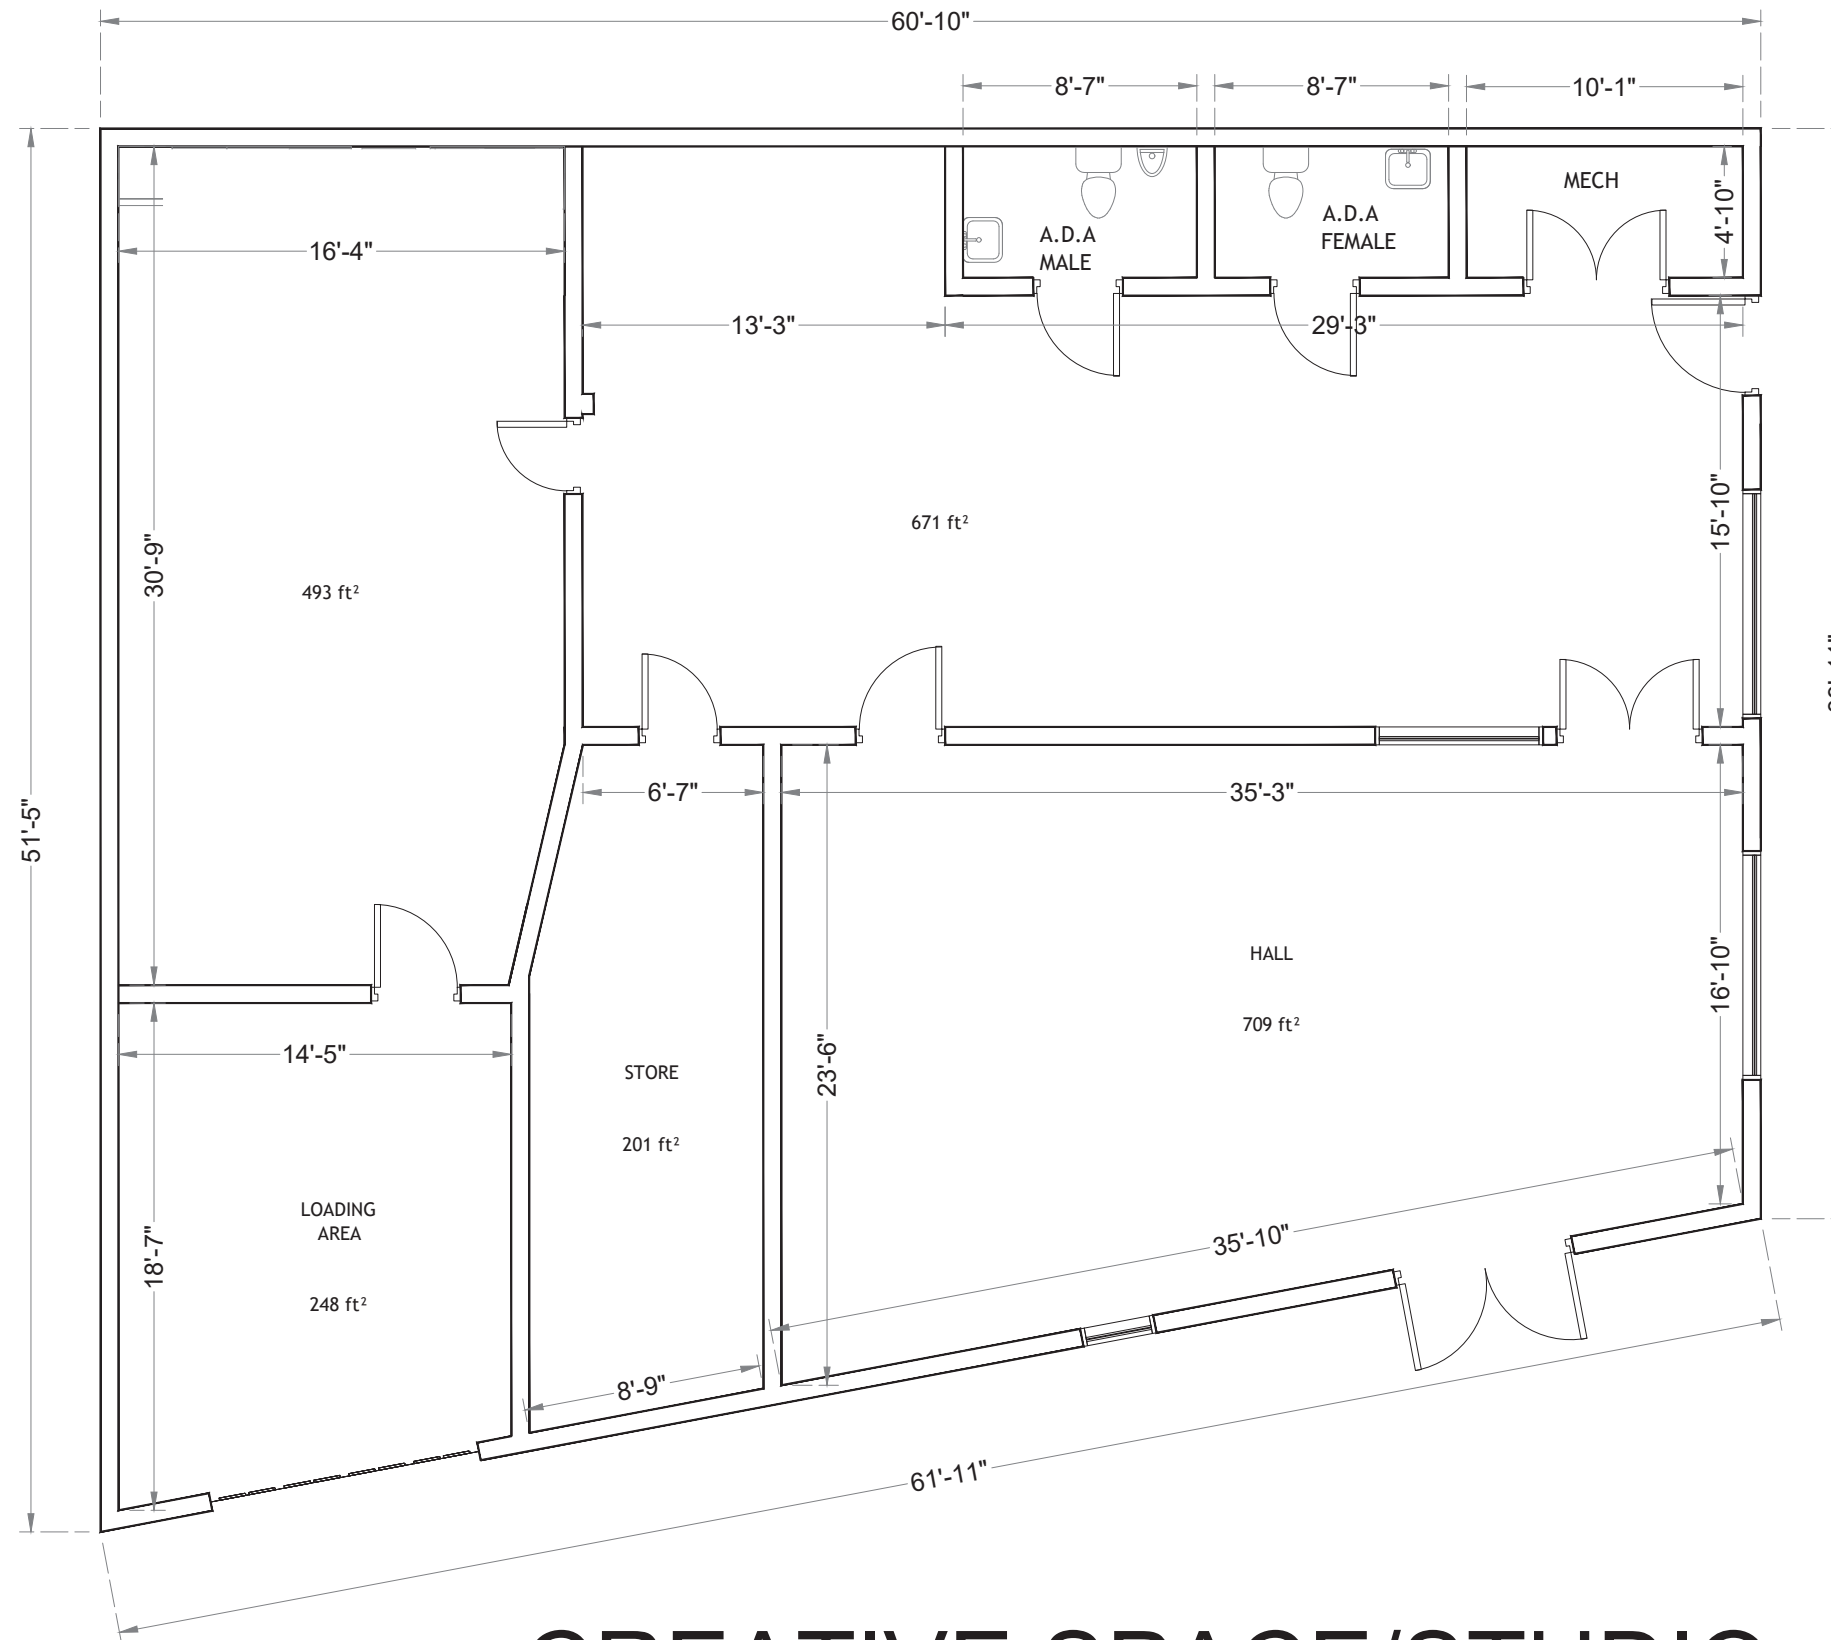 60'-10"
8'-7"
8'-7"
10'-1"
MECH
4'-10"
A.D.A
FEMALE
A.D.A
MALE
16'-4"
13'-3"
29'-3"
15'-10"
671 ft²
30'-9"
493 ft²
6'-7"
35'-3"
51'-5"
HALL
16'-10"
709 ft²
14'-5"
23'-6"
STORE
201 ft²
LOADING
AREA
18'-7"
35'-10"
248 ft²
8'-9"
61'-11"
CREATIVE SPACE/STUDIO